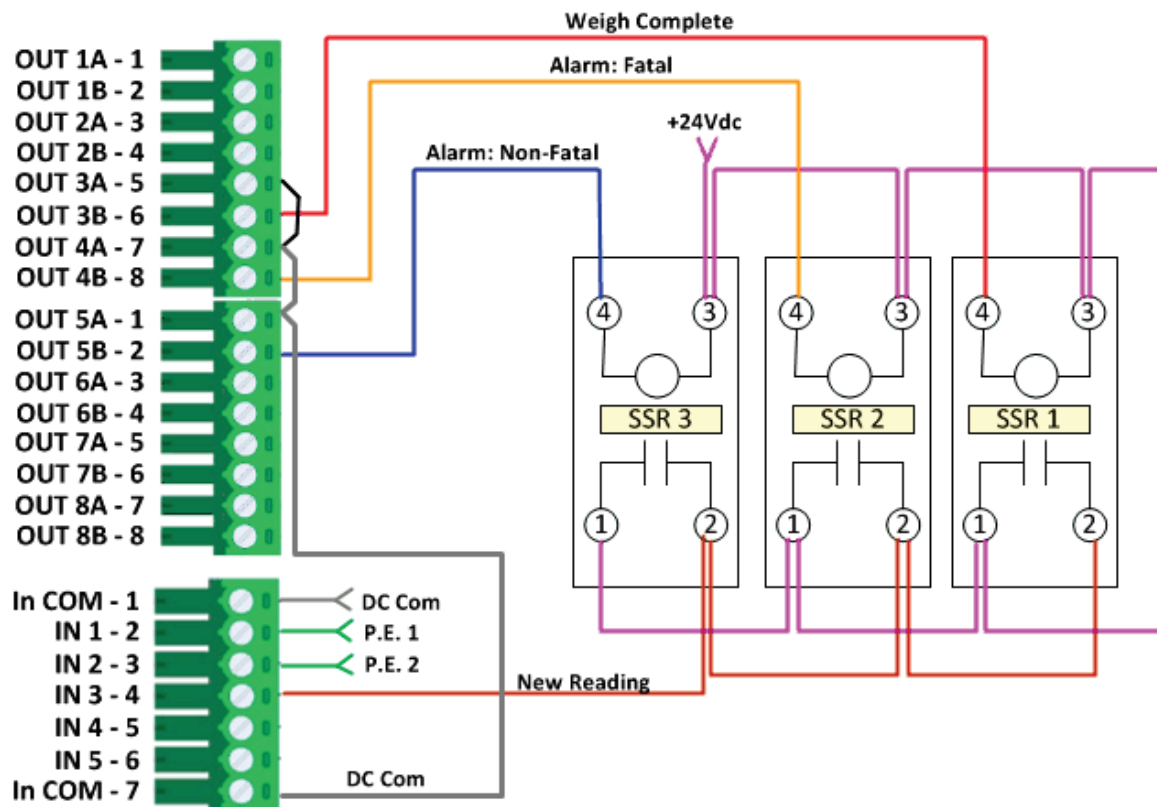 Weigh Complete
Alarm: Fatal
+24Vdc
Alarm: Non-Fatal
OUT 1A - 1
OUT 1B - 2
OUT 2A - 3
OUT 2B - 4
OUT 3A - 5
OUT 3B - 6
OUT 4A - 7
OUT 4B - 8
OUT 5A - 1
OUT 5B - 2
OUT 6A - 3
OUT 6B - 4
OUT 7A - 5
OUT 7B - 6
OUT 8A - 7
OUT 8B - 8
4
3
SSR 3
1
2
4
3
SSR 2
1
2
4
3
SSR 1
1
2
In COM - 1
DC Com
IN 1 - 2
P.E. 1
IN 2 - 3
P.E. 2
IN 3 - 4
New Reading
IN 4 - 5
IN 5 - 6
In COM - 7
DC Com